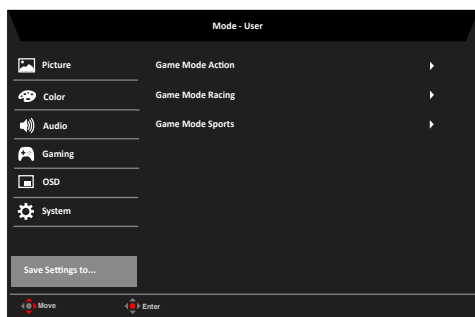 Mode - User
Picture
Color
Audio
Gaming
OSD
System
Save Settings to...
Game Mode Action
Game Mode Racing
Game Mode Sports
Move
Enter